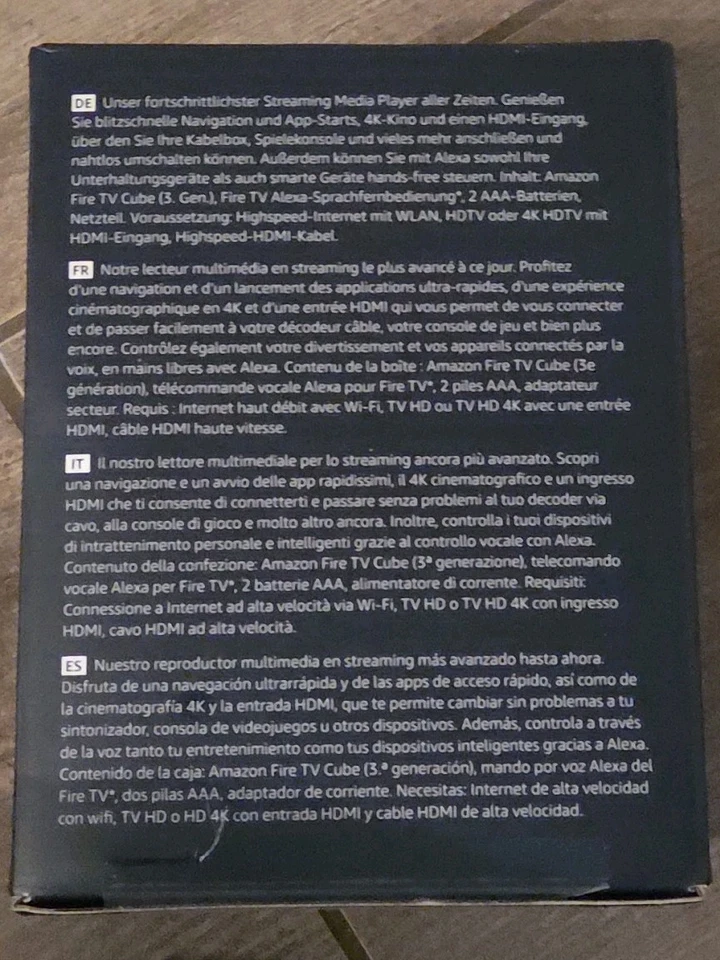 DE Unser fortschrittlichster Streaming Media Player aller Zeiten. Genießen
Sie blitzschnelle Navigation und App-Starts, 4K-Kino und einen HDMI-Eingang,
über den Sie Ihre Kabelbox, Spielekonsole und vieles mehr anschließen und
nahtlos umschalten können. Außerdem können Sie mit Alexa sowohl Ihre
Unterhaltungsgeräte als auch smarte Geräte hands-free steuern. Inhalt: Amazon
Fire TV Cube (3. Gen.), Fire TV Alexa-Sprachfernbedienung*, 2 AAA-Batterien,
Netzteil. Voraussetzung: Highspeed-Internet mit WLAN, HDTV oder 4K HDTV mit
HDMI-Eingang, Highspeed-HDMI-Kabel.
FR Notre lecteur multimédia en streaming le plus avancé à ce jour. Profitez
d'une navigation et d'un lancement des applications ultra-rapides, d'une expérience
cinématographique en 4K et d'une entrée HDMI qui vous permet de vous connecter
et de passer facilement à votre décodeur câble, votre console de jeu et bien plus
encore. Contrôlez également votre divertissement et vos appareils connectés par la
voix, en mains libres avec Alexa. Contenu de la boîte : Amazon Fire TV Cube (3e
génération), télécommande vocale Alexa pour Fire TV*, 2 piles AAA, adaptateur
secteur. Requis : Internet haut débit avec Wi-Fi, TV HD ou TV HD 4K avec une entrée
HDMI, câble HDMI haute vitesse.
IT Il nostro lettore multimediale per lo streaming ancora più avanzato. Scopri
una navigazione e un avvio delle app rapidissimi, il 4K cinematografico e un ingresso
HDMI che ti consente di connetterti e passare senza problemi al tuo decoder via
cavo, alla console di gioco e molto altro ancora. Inoltre, controlla i tuoi dispositivi
di intrattenimento personale e intelligenti grazie al controllo vocale con Alexa.
Contenuto della confezione: Amazon Fire TV Cube (3ª generazione), telecomando
vocale Alexa per Fire TV*, 2 batterie AAA, alimentatore di corrente. Requisiti:
Connessione a Internet ad alta velocità via Wi-Fi, TV HD o TV HD 4K con ingresso
HDMI, cavo HDMI ad alta velocità.
ES Nuestro reproductor multimedia en streaming más avanzado hasta ahora.
Disfruta de una navegación ultrarrápida y de las apps de acceso rápido, así como de
la cinematografía 4K y la entrada HDMI, que te permite cambiar sin problemas a tu
sintonizador, consola de videojuegos u otros dispositivos. Además, controla a través
de la voz tanto tu entretenimiento como tus dispositivos inteligentes gracias a Alexa.
Contenido de la caja: Amazon Fire TV Cube (3.ª generación), mando por voz Alexa del
Fire TV*, dos pilas AAA, adaptador de corriente. Necesitas: Internet de alta velocidad
con wifi, TV HD o HD 4K con entrada HDMI y cable HDMI de alta velocidad.